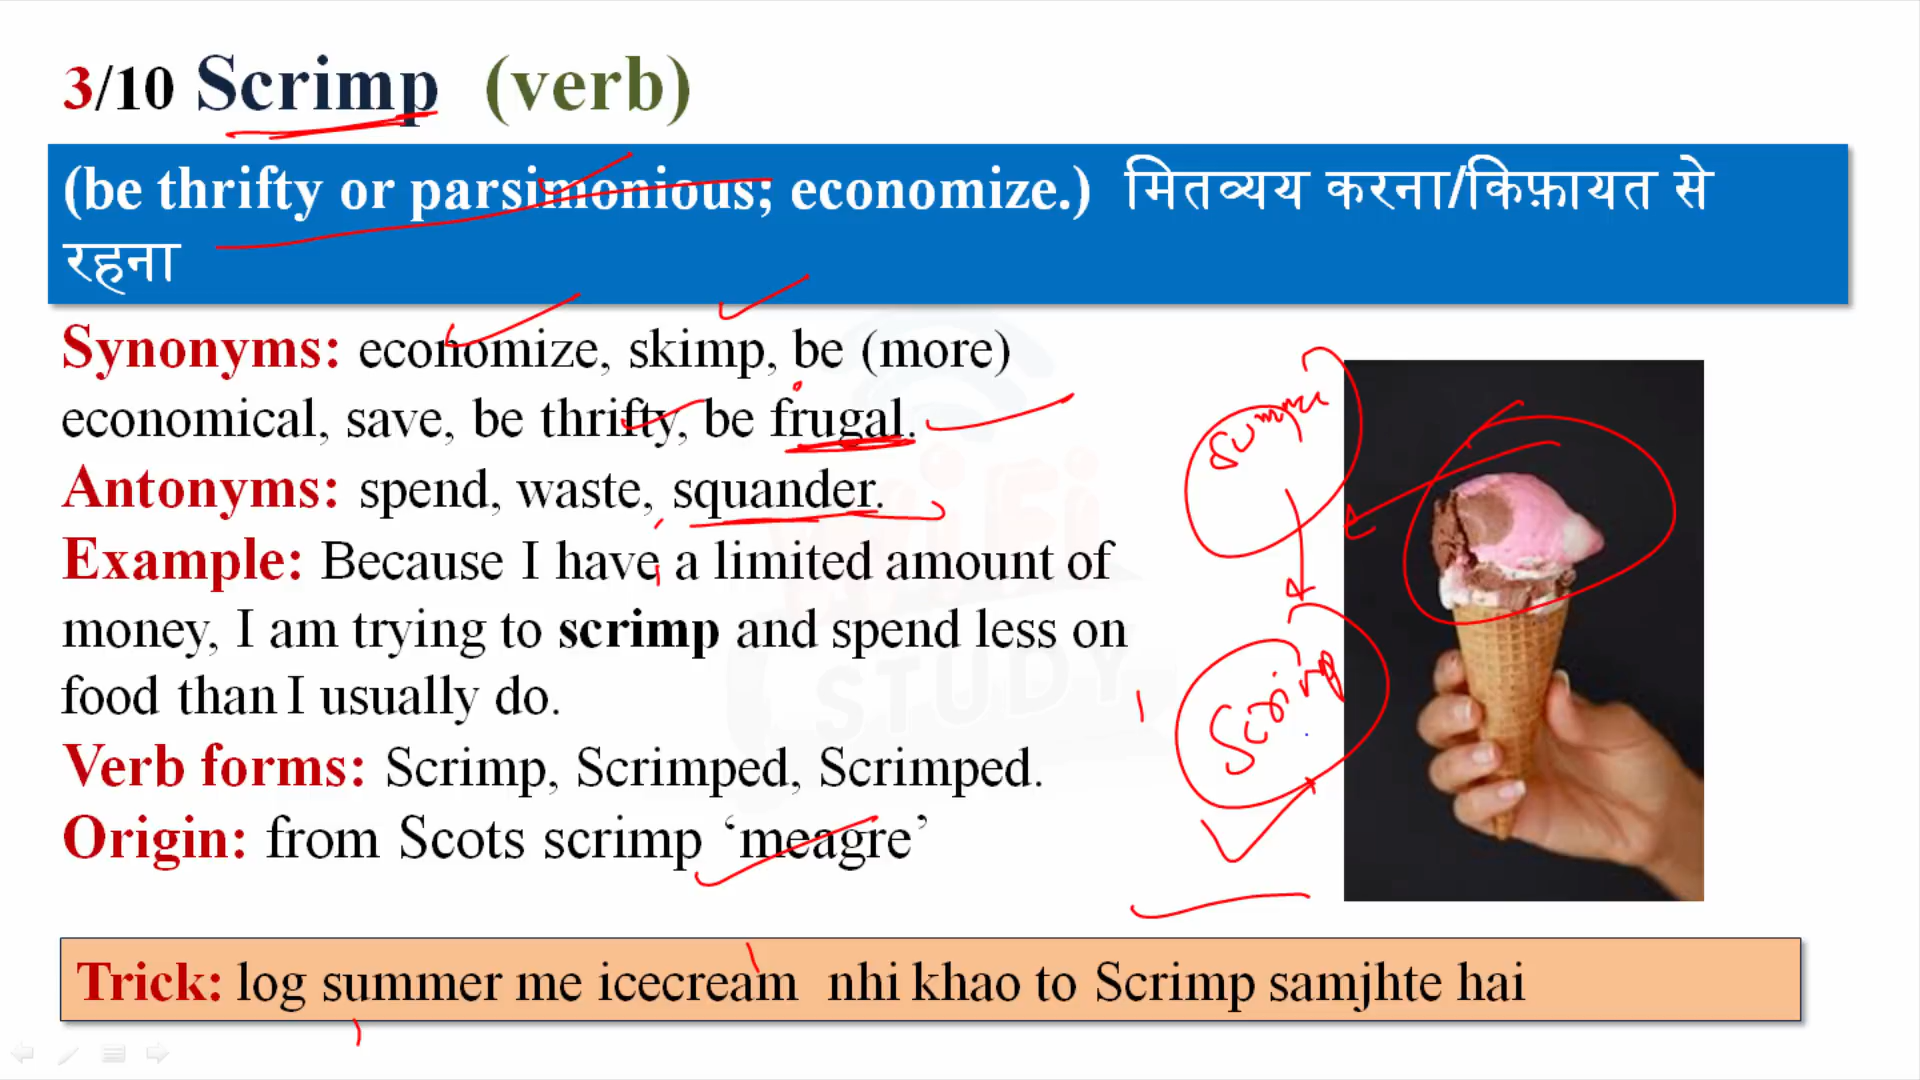 3/10 Scrimp (verb)
(be thrifty or parsimonious; economize.) मितव्यय करना/किफ़ायत से
रहना
Synonyms: economize, skimp, be (more)
economical, save, be thrifty, be frugal.
Antonyms: spend, waste, squander.
Example: Because I have a limited amount of
money, I am trying to scrimp and spend less on
food than I usually do.
Verb forms: Scrimp, Scrimped, Scrimped.
Origin: from Scots scrimp ‘meagre’
Summer
Scrimp
WiFi
STUDY
Trick: log summer me icecream nhi khao to Scrimp samjhte hai